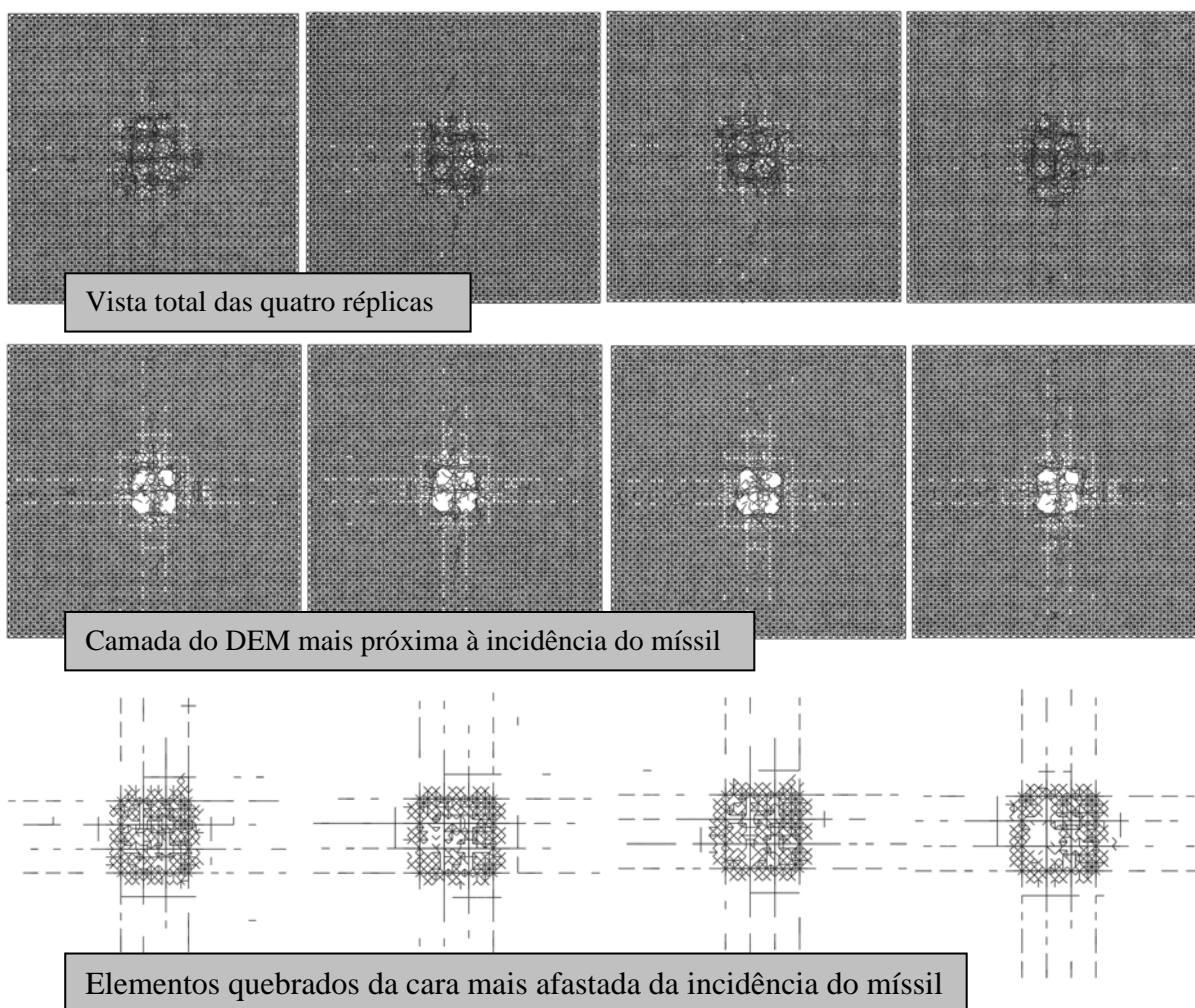 Vista total das quatro réplicas
Camada do DEM mais próxima à incidência do míssil
Elementos quebrados da cara mais afastada da incidência do míssil